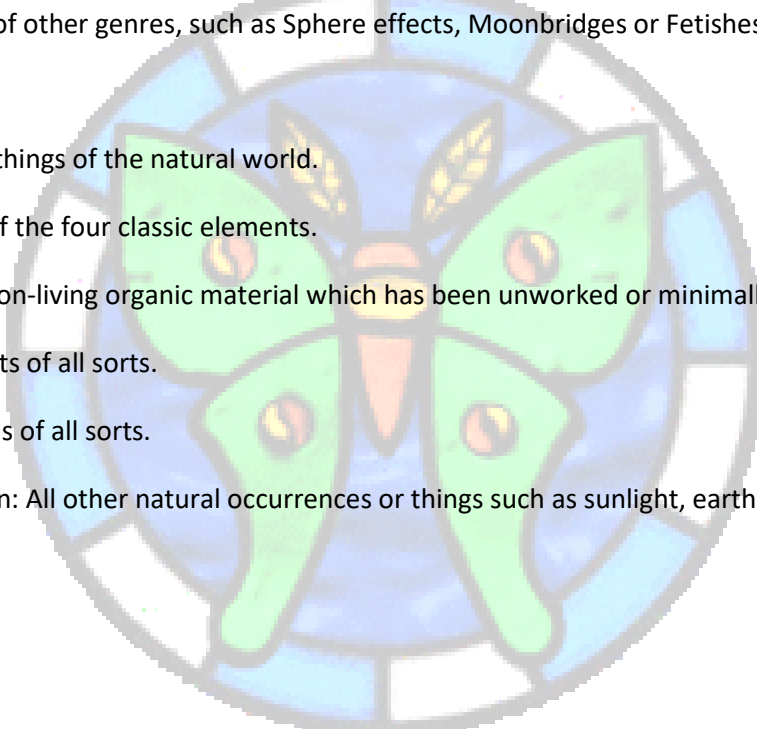 of other genres, such as Sphere effects, Moonbridges or Fetishes
things of the natural world.
f the four classic elements.
on-living organic material which has been unworked or minimall
ts of all sorts.
s of all sorts.
n: All other natural occurrences or things such as sunlight, earth